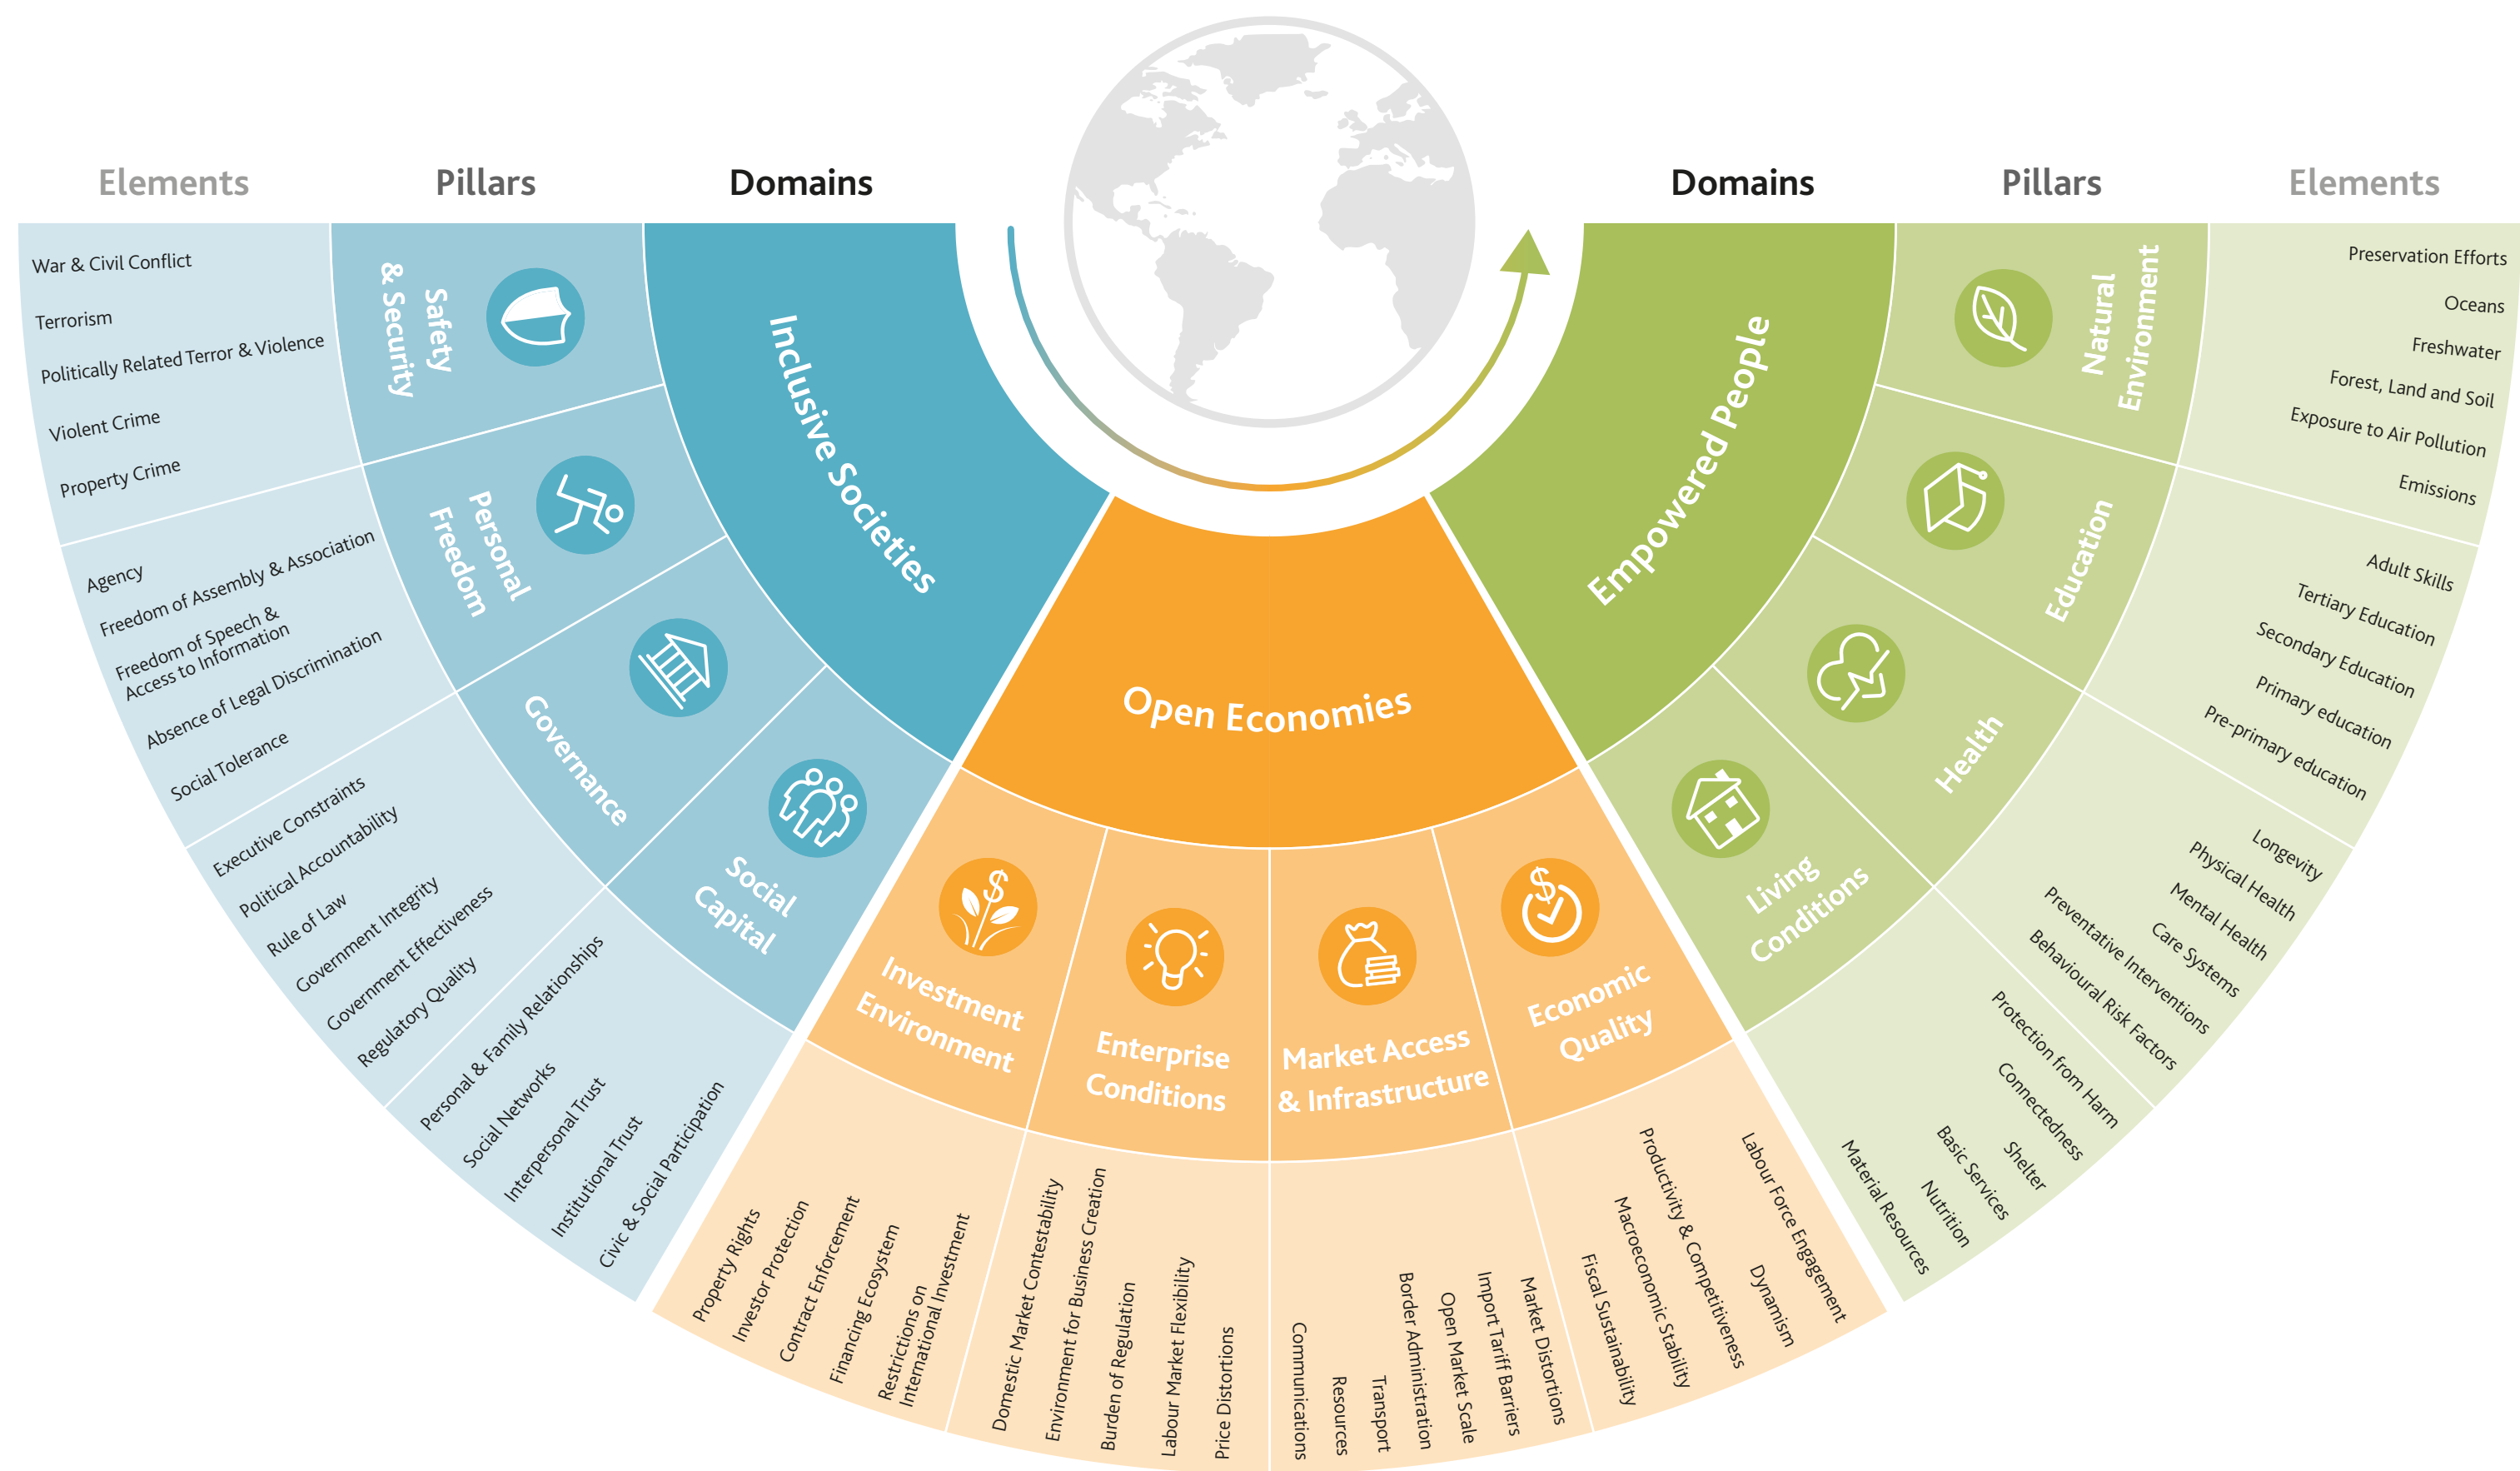 Elements
Pillars
Domains
Domains
Pillars
Elements
Inclusive Societies
Safety
& Security
War & Civil Conflict
Terrorism
Politically Related Terror & Violence
Violent Crime
Property Crime
Personal
Freedom
Agency
Freedom of Assembly & Association
Freedom of Speech &
Access to Information
Absence of Legal Discrimination
Social Tolerance
Governance
Executive Constraints
Political Accountability
Rule of Law
Government Integrity
Government Effectiveness
Regulatory Quality
Social
Capital
Personal & Family Relationships
Social Networks
Interpersonal Trust
Institutional Trust
Civic & Social Participation
Open Economies
$
Investment
Environment
Property Rights
Investor Protection
Contract Enforcement
Financing Ecosystem
Restrictions on
International Investment
Enterprise
Conditions
Domestic Market Contestability
Environment for Business Creation
Burden of Regulation
Labour Market Flexibility
Price Distortions
Market Access
& Infrastructure
Communications
Resources
Transport
Border Administration
Open Market Scale
Import Tariff Barriers
Market Distortions
$
Economic
Quality
Fiscal Sustainability
Macroeconomic Stability
Productivity & Competitiveness
Dynamism
Labour Force Engagement
Empowered People
Living
Conditions
Material Resources
Nutrition
Basic Services
Shelter
Connectedness
Protection from Harm
Health
Behavioural Risk Factors
Preventative Interventions
Care Systems
Mental Health
Physical Health
Longevity
Education
Pre-primary education
Primary education
Secondary Education
Tertiary Education
Adult Skills
Natural
Environment
Emissions
Exposure to Air Pollution
Forest, Land and Soil
Freshwater
Oceans
Preservation Efforts